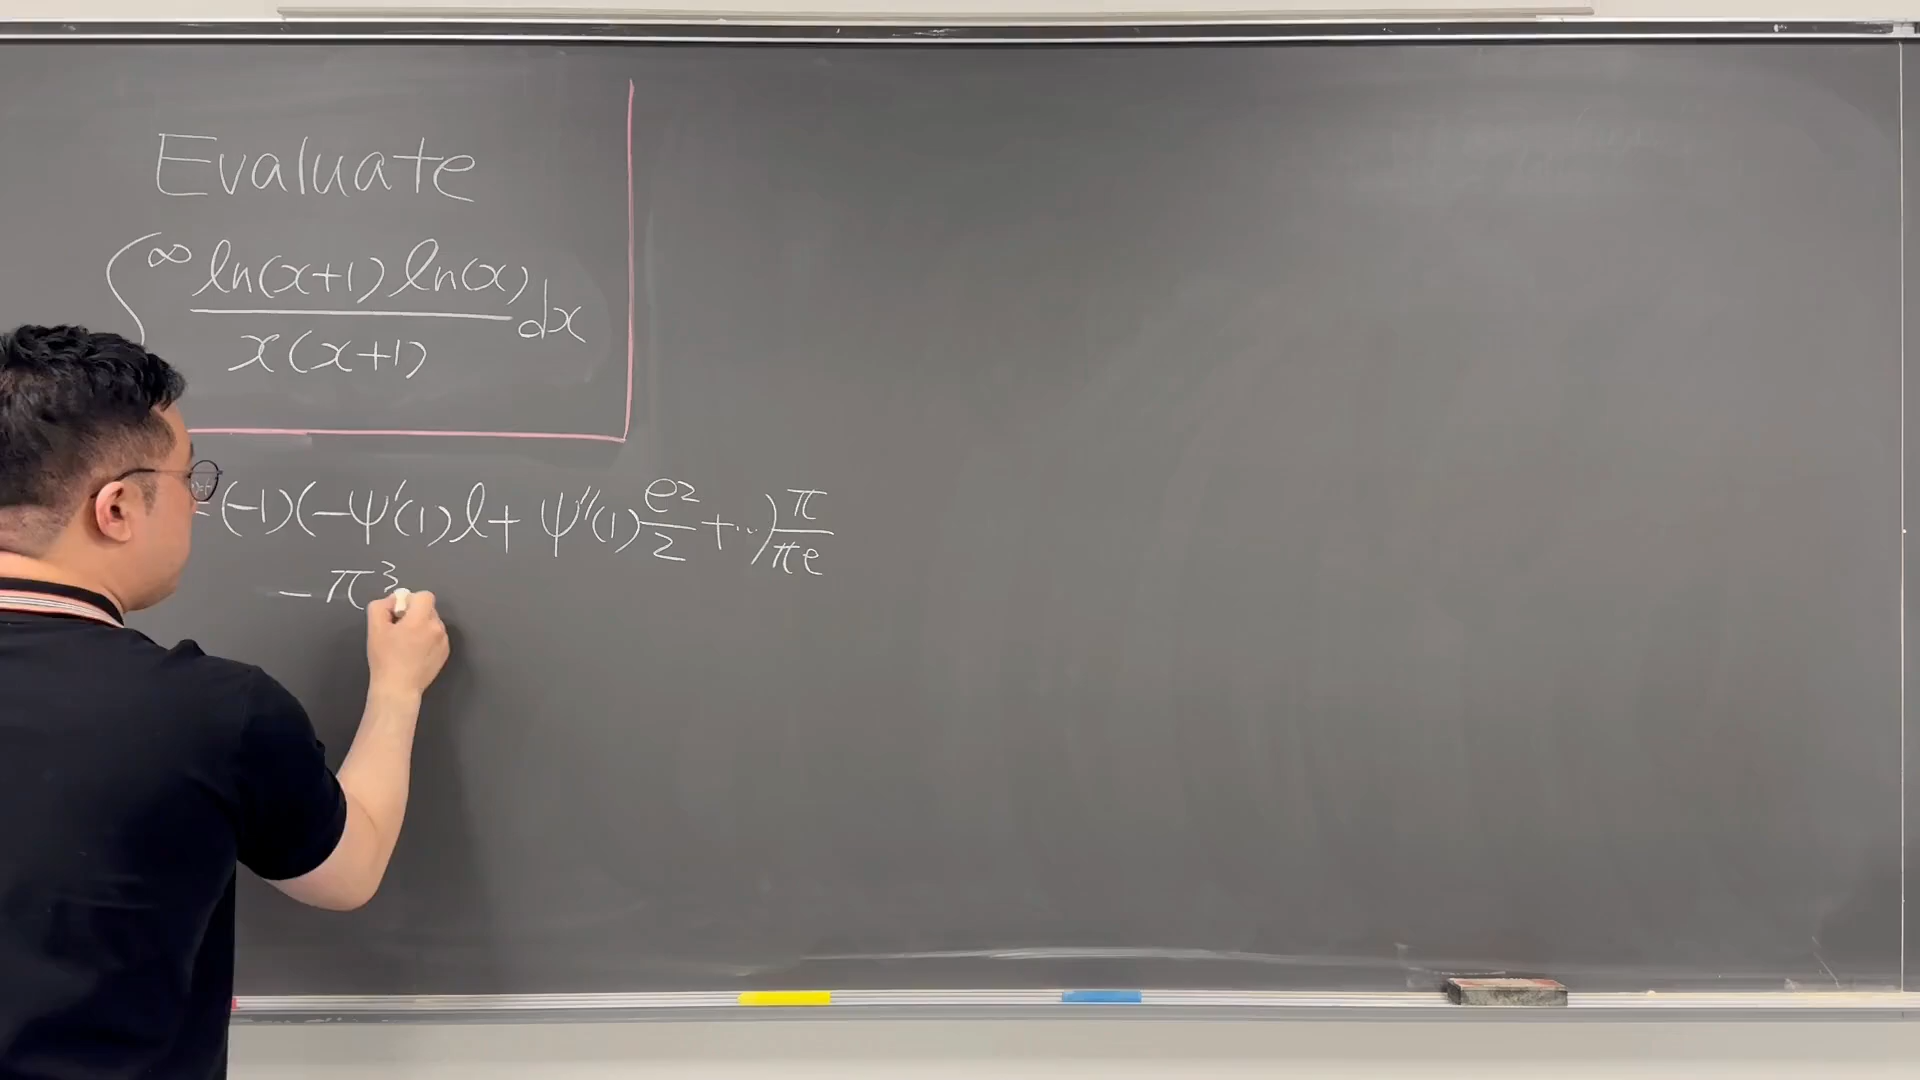 Evaluate
∫^∞ ln(x+1) ln(x) / x(x+1) dx
=(-1)(-ψ'(1)l+ ψ''(1) e²/2 +...) π/πe
-π³